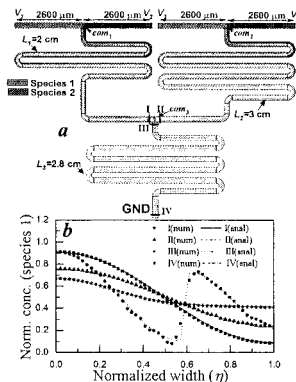 V₁ V₂ V₁ V₂
2600 μm 2600 μm 2600 μm 2600 μm
com₁ com₁
L₁=2 cm
Species 1
Species 2
I II com₂
III
a
L₂=3 cm
L₃=2.8 cm
GND IV
b
I(num) I(anal)
II(num) II(anal)
III(num) III(anal)
IV(num) IV(anal)
Norm. conc. (species 1)
1.2
1.0
0.8
0.6
0.4
0.2
0.0
0.0 0.2 0.4 0.6 0.8 1.0
Normalized width (η)